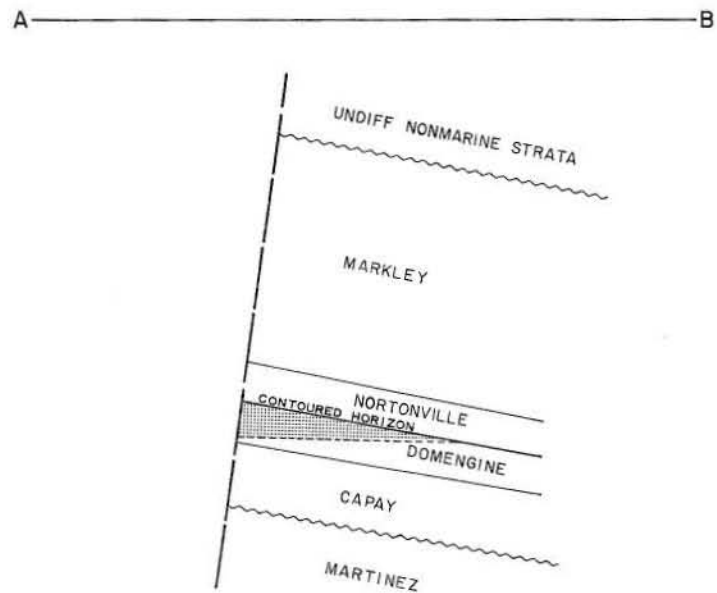 A B
UNDIFF NONMARINE STRATA
MARKLEY
NORTONVILLE
CONTOURED HORIZON
DOMENGINE
CAPAY
MARTINEZ